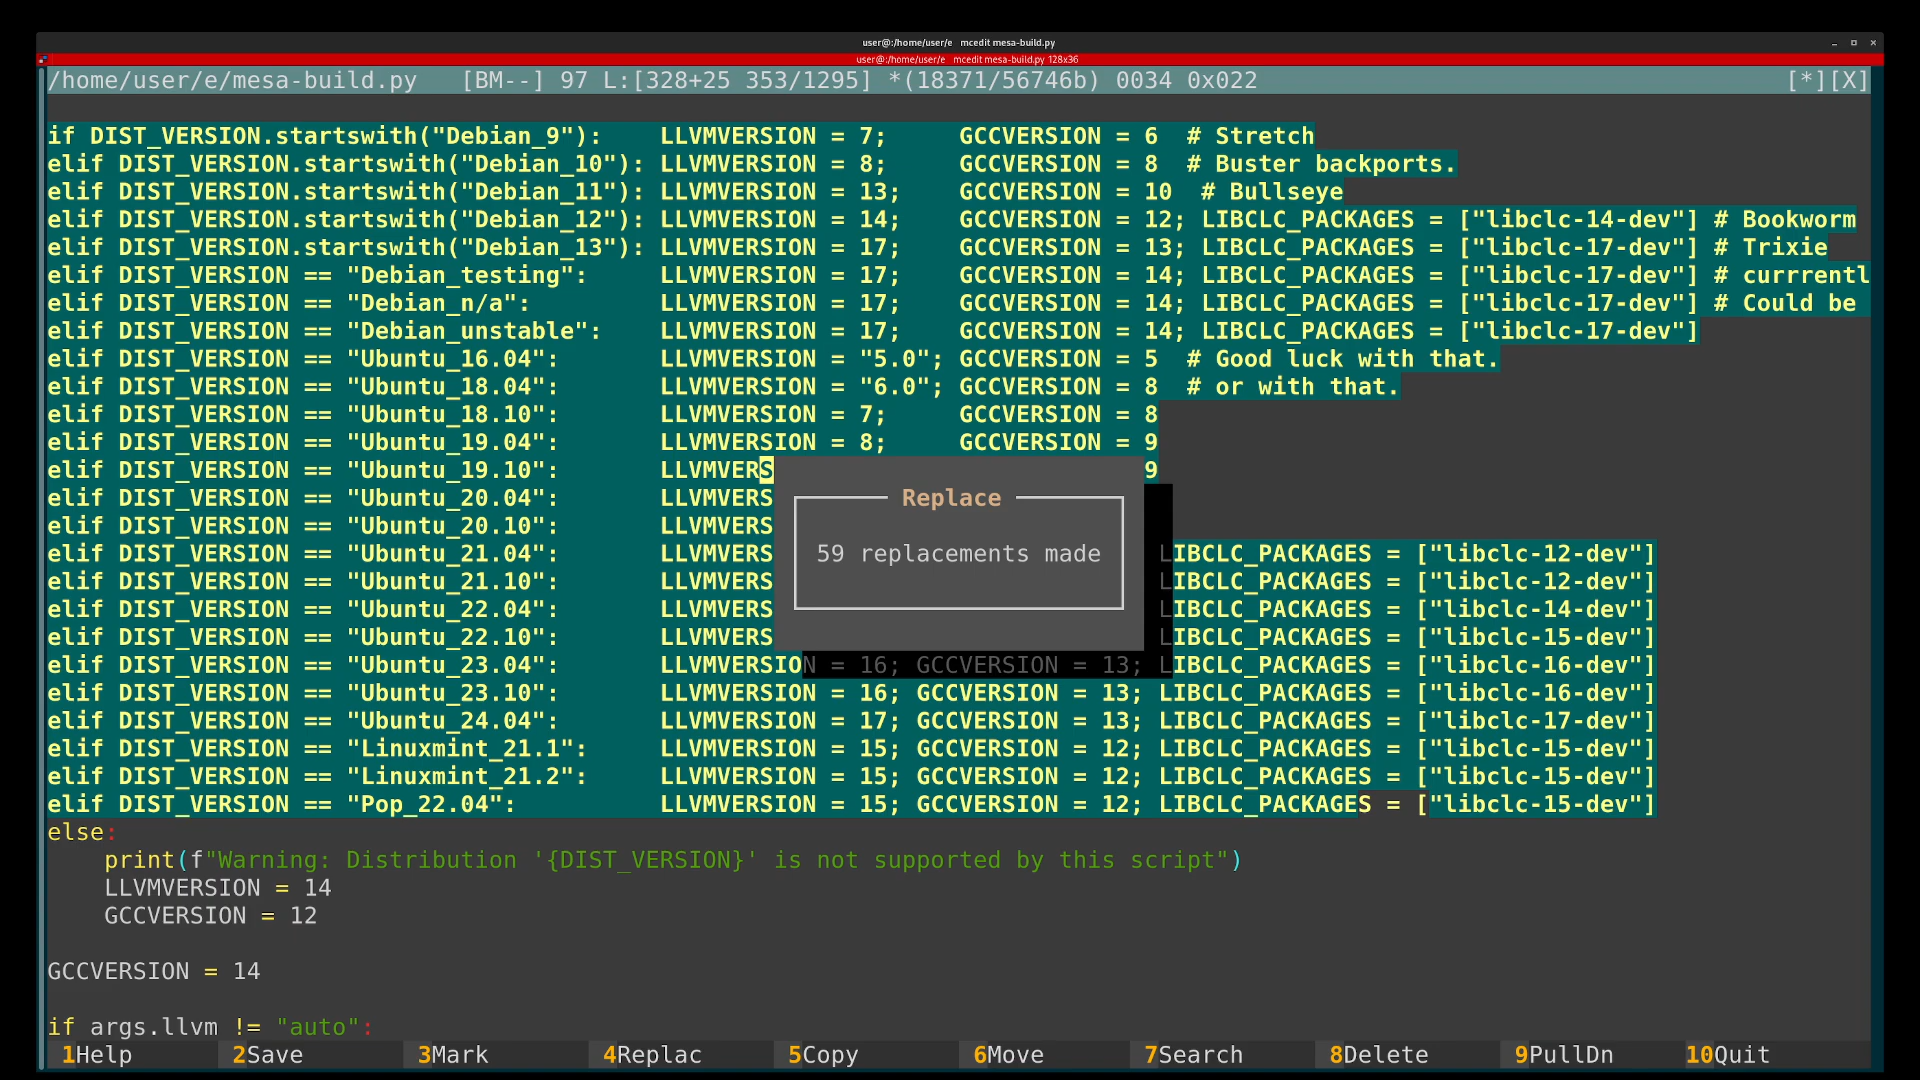 user@:/home/user/e   mcedit mesa-build.py
user@:/home/user/e   mcedit mesa-build.py 128x36
/home/user/e/mesa-build.py   [BM--] 97 L:[328+25 353/1295] *(18371/56746b) 0034 0x022                                     [*][X]
if DIST_VERSION.startswith("Debian_9"):    LLVMVERSION = 7;     GCCVERSION = 6  # Stretch
elif DIST_VERSION.startswith("Debian_10"): LLVMVERSION = 8;     GCCVERSION = 8  # Buster backports.
elif DIST_VERSION.startswith("Debian_11"): LLVMVERSION = 13;    GCCVERSION = 10  # Bullseye
elif DIST_VERSION.startswith("Debian_12"): LLVMVERSION = 14;    GCCVERSION = 12; LIBCLC_PACKAGES = ["libclc-14-dev"] # Bookworm
elif DIST_VERSION.startswith("Debian_13"): LLVMVERSION = 17;    GCCVERSION = 13; LIBCLC_PACKAGES = ["libclc-17-dev"] # Trixie
elif DIST_VERSION == "Debian_testing":     LLVMVERSION = 17;    GCCVERSION = 14; LIBCLC_PACKAGES = ["libclc-17-dev"] # currrentl
elif DIST_VERSION == "Debian_n/a":         LLVMVERSION = 17;    GCCVERSION = 14; LIBCLC_PACKAGES = ["libclc-17-dev"] # Could be
elif DIST_VERSION == "Debian_unstable":    LLVMVERSION = 17;    GCCVERSION = 14; LIBCLC_PACKAGES = ["libclc-17-dev"]
elif DIST_VERSION == "Ubuntu_16.04":       LLVMVERSION = "5.0"; GCCVERSION = 5  # Good luck with that.
elif DIST_VERSION == "Ubuntu_18.04":       LLVMVERSION = "6.0"; GCCVERSION = 8  # or with that.
elif DIST_VERSION == "Ubuntu_18.10":       LLVMVERSION = 7;     GCCVERSION = 8
elif DIST_VERSION == "Ubuntu_19.04":       LLVMVERSION = 8;     GCCVERSION = 9
elif DIST_VERSION == "Ubuntu_19.10":       LLVMVERS                          9
elif DIST_VERSION == "Ubuntu_20.04":       LLVMVERS
elif DIST_VERSION == "Ubuntu_20.10":       LLVMVERS
elif DIST_VERSION == "Ubuntu_21.04":       LLVMVERS                           LIBCLC_PACKAGES = ["libclc-12-dev"]
elif DIST_VERSION == "Ubuntu_21.10":       LLVMVERS                           LIBCLC_PACKAGES = ["libclc-12-dev"]
elif DIST_VERSION == "Ubuntu_22.04":       LLVMVERS                           LIBCLC_PACKAGES = ["libclc-14-dev"]
elif DIST_VERSION == "Ubuntu_22.10":       LLVMVERS                           LIBCLC_PACKAGES = ["libclc-15-dev"]
elif DIST_VERSION == "Ubuntu_23.04":       LLVMVERSION = 16; GCCVERSION = 13; LIBCLC_PACKAGES = ["libclc-16-dev"]
elif DIST_VERSION == "Ubuntu_23.10":       LLVMVERSION = 16; GCCVERSION = 13; LIBCLC_PACKAGES = ["libclc-16-dev"]
elif DIST_VERSION == "Ubuntu_24.04":       LLVMVERSION = 17; GCCVERSION = 13; LIBCLC_PACKAGES = ["libclc-17-dev"]
elif DIST_VERSION == "Linuxmint_21.1":     LLVMVERSION = 15; GCCVERSION = 12; LIBCLC_PACKAGES = ["libclc-15-dev"]
elif DIST_VERSION == "Linuxmint_21.2":     LLVMVERSION = 15; GCCVERSION = 12; LIBCLC_PACKAGES = ["libclc-15-dev"]
elif DIST_VERSION == "Pop_22.04":          LLVMVERSION = 15; GCCVERSION = 12; LIBCLC_PACKAGES = ["libclc-15-dev"]
Replace
59 replacements made
else:
    print(f"Warning: Distribution '{DIST_VERSION}' is not supported by this script")
    LLVMVERSION = 14
    GCCVERSION = 12
GCCVERSION = 14
if args.llvm != "auto":
1Help 2Save 3Mark 4Replac 5Copy 6Move 7Search 8Delete 9PullDn 10Quit